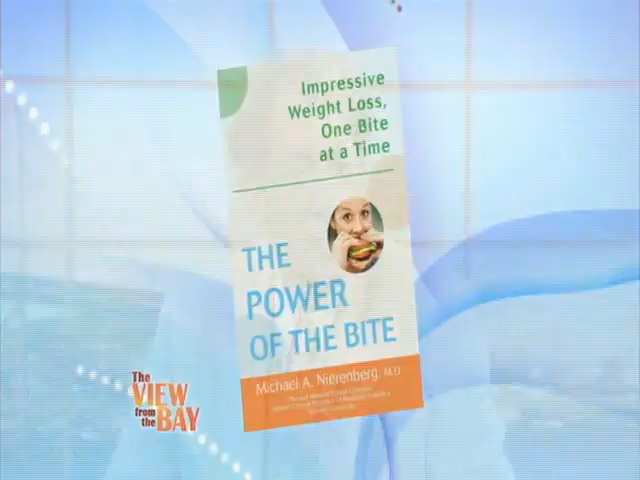 Impressive
Weight Loss,
One Bite
at a Time
THE
POWER
OF THE BITE
Michael A. Nierenberg, M.D.
The
VIEW
from
the BAY